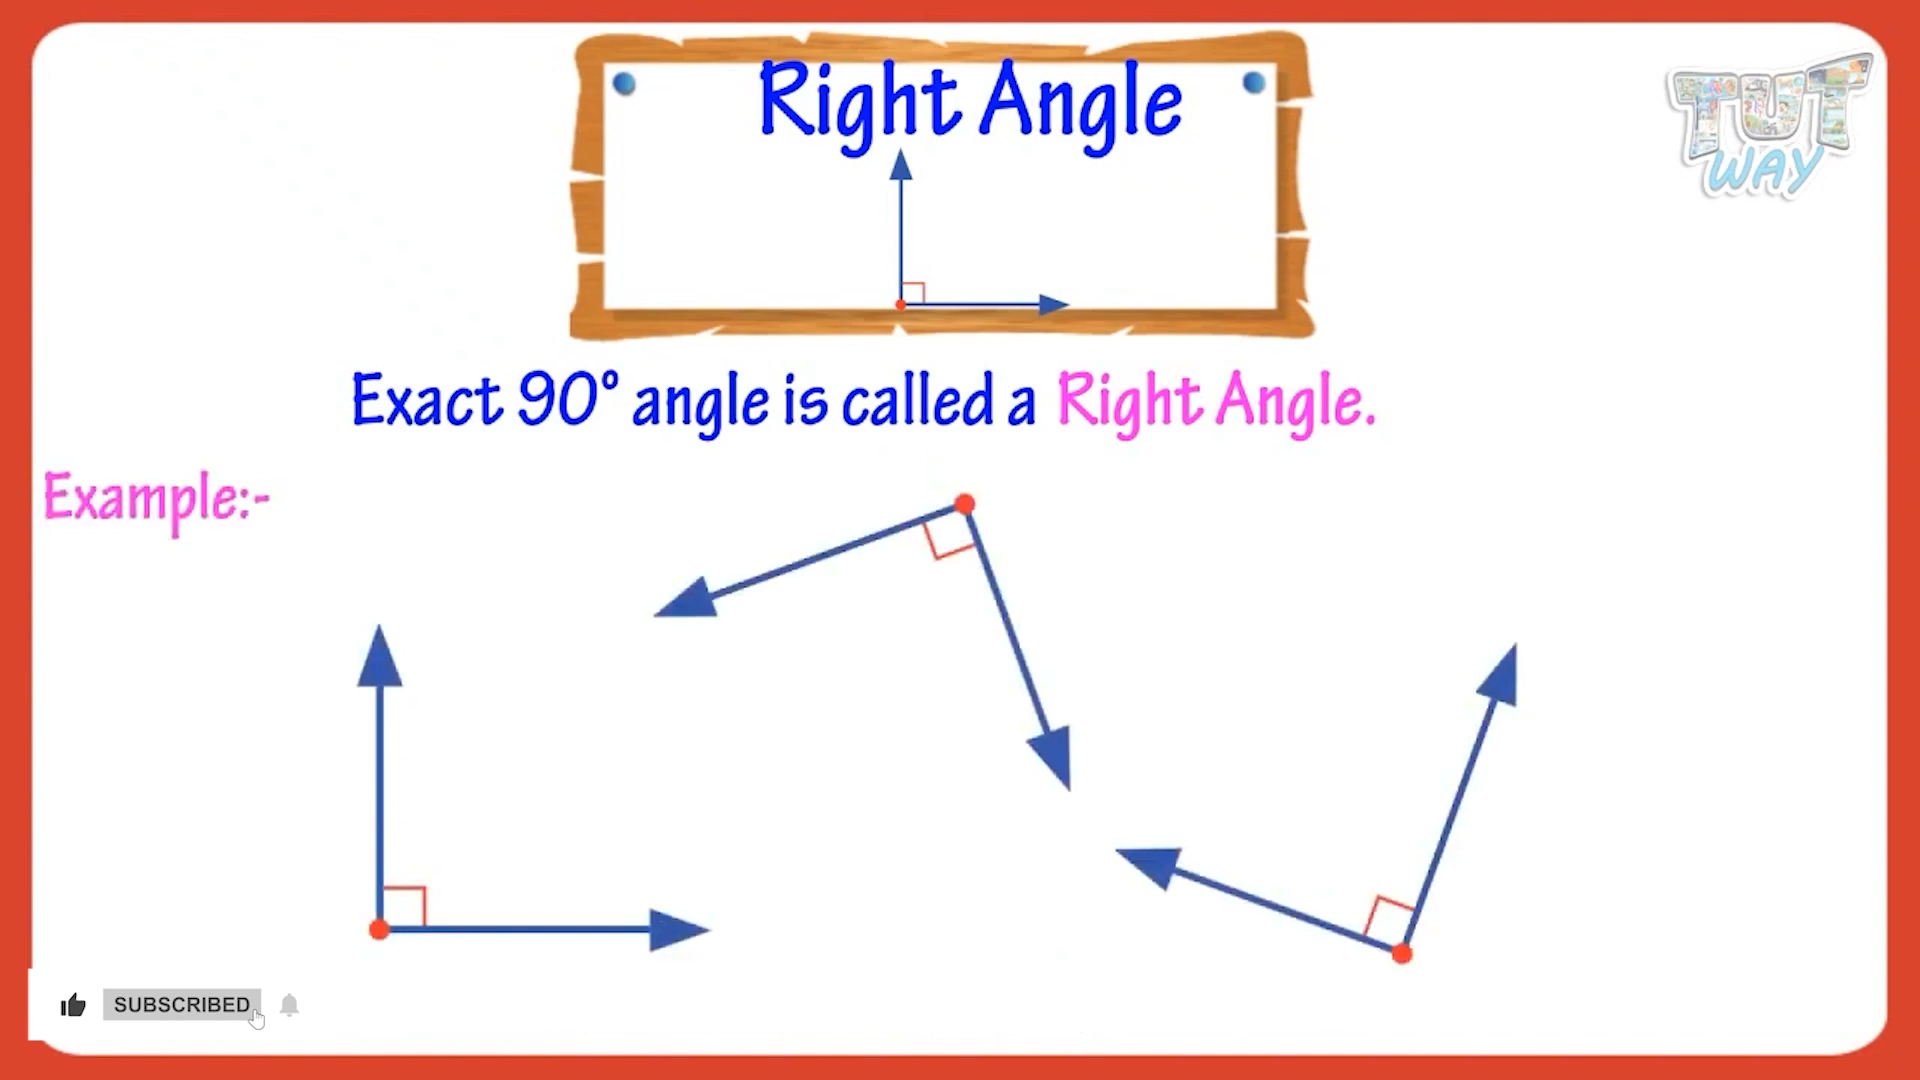 Right Angle
TUT
WAY
Exact 90° angle is called a Right Angle.
Example:-
SUBSCRIBED